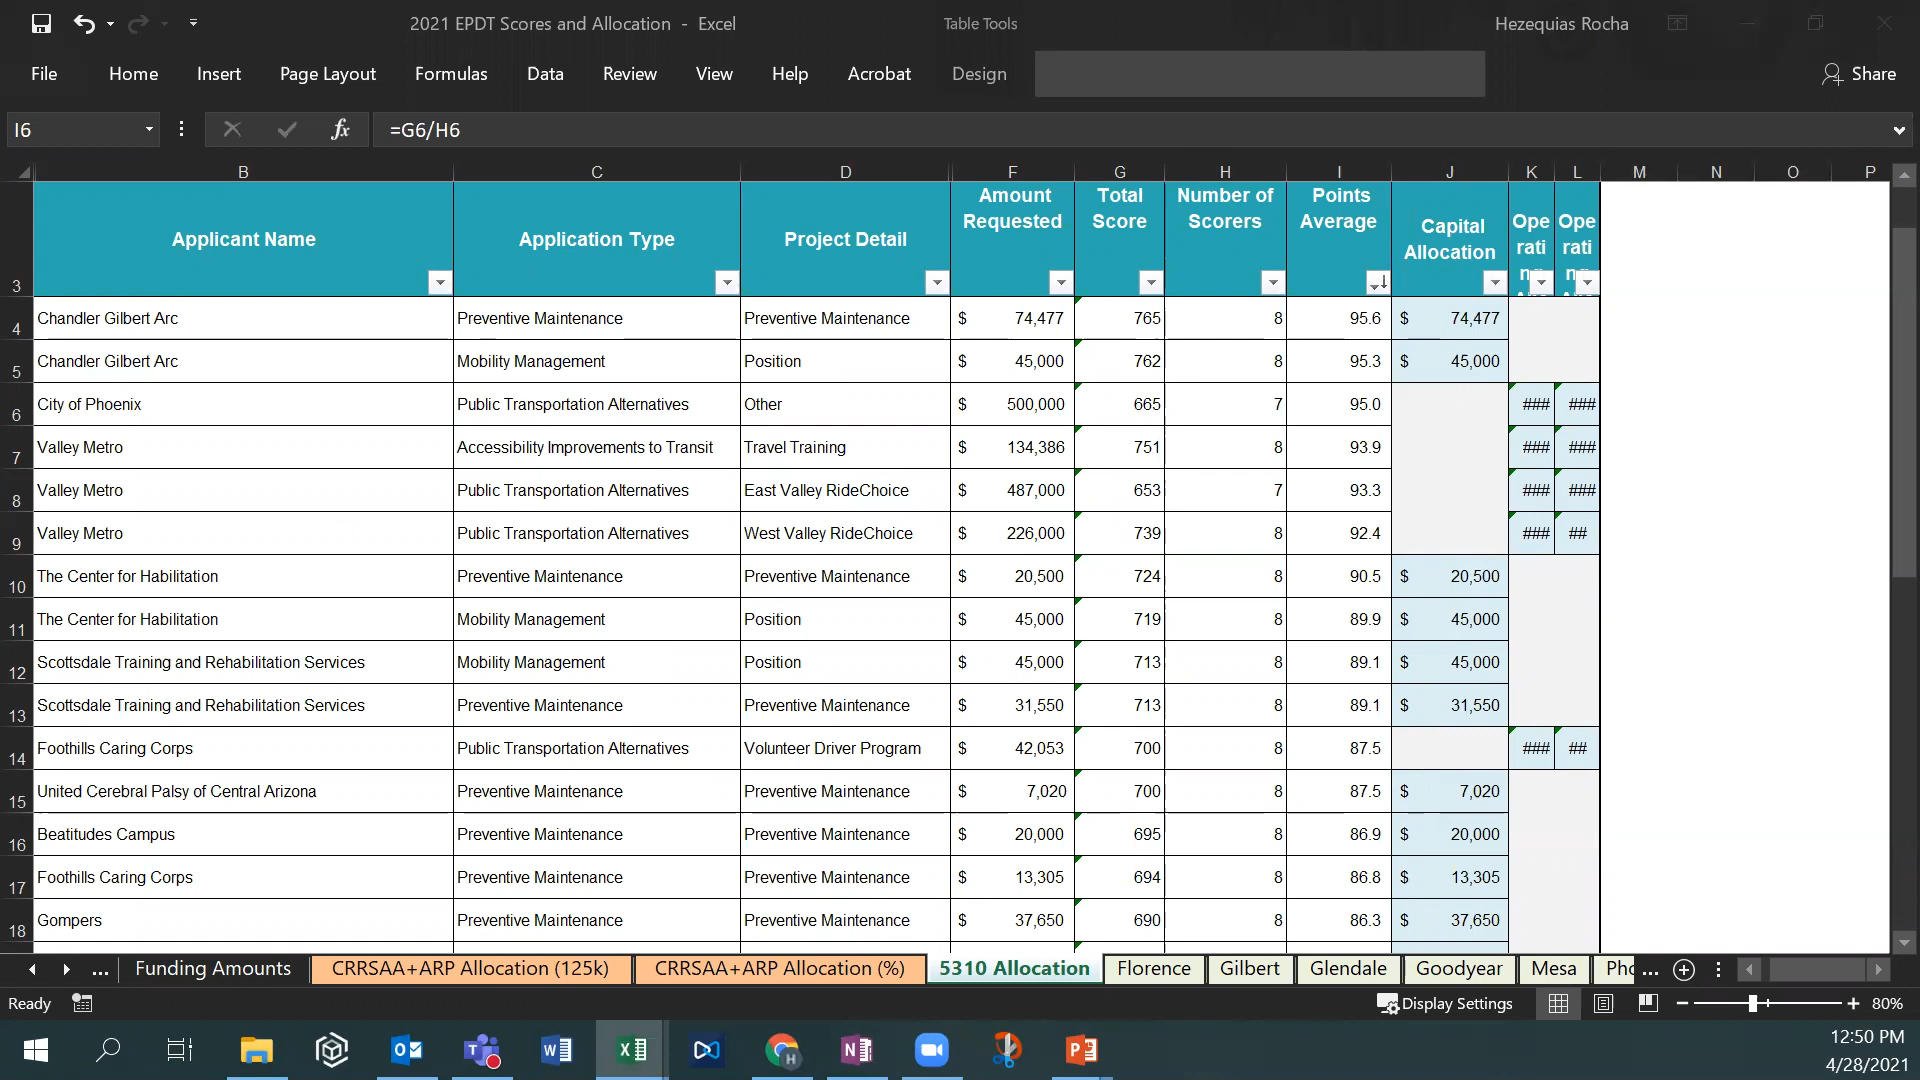 2021 EPDT Scores and Allocation - Excel Table Tools Hezequias Rocha
File Home Insert Page Layout Formulas Data Review View Help Acrobat Design Share
I6 fx =G6/H6
B C D F G H I J K L M N O P
3 Applicant Name Application Type Project Detail Amount Requested Total Score Number of Scorers Points Average Capital Allocation Ope rati Ope rati
4 Chandler Gilbert Arc Preventive Maintenance Preventive Maintenance $ 74,477 765 8 95.6 $ 74,477
5 Chandler Gilbert Arc Mobility Management Position $ 45,000 762 8 95.3 $ 45,000
6 City of Phoenix Public Transportation Alternatives Other $ 500,000 665 7 95.0 ### ###
7 Valley Metro Accessibility Improvements to Transit Travel Training $ 134,386 751 8 93.9 ### ###
8 Valley Metro Public Transportation Alternatives East Valley RideChoice $ 487,000 653 7 93.3 ### ###
9 Valley Metro Public Transportation Alternatives West Valley RideChoice $ 226,000 739 8 92.4 ### ##
10 The Center for Habilitation Preventive Maintenance Preventive Maintenance $ 20,500 724 8 90.5 $ 20,500
11 The Center for Habilitation Mobility Management Position $ 45,000 719 8 89.9 $ 45,000
12 Scottsdale Training and Rehabilitation Services Mobility Management Position $ 45,000 713 8 89.1 $ 45,000
13 Scottsdale Training and Rehabilitation Services Preventive Maintenance Preventive Maintenance $ 31,550 713 8 89.1 $ 31,550
14 Foothills Caring Corps Public Transportation Alternatives Volunteer Driver Program $ 42,053 700 8 87.5 ### ##
15 United Cerebral Palsy of Central Arizona Preventive Maintenance Preventive Maintenance $ 7,020 700 8 87.5 $ 7,020
16 Beatitudes Campus Preventive Maintenance Preventive Maintenance $ 20,000 695 8 86.9 $ 20,000
17 Foothills Caring Corps Preventive Maintenance Preventive Maintenance $ 13,305 694 8 86.8 $ 13,305
18 Gompers Preventive Maintenance Preventive Maintenance $ 37,650 690 8 86.3 $ 37,650
... Funding Amounts CRRSAA+ARP Allocation (125k) CRRSAA+ARP Allocation (%) 5310 Allocation Florence Gilbert Glendale Goodyear Mesa Pho ...
Ready Display Settings 80%
12:50 PM
4/28/2021